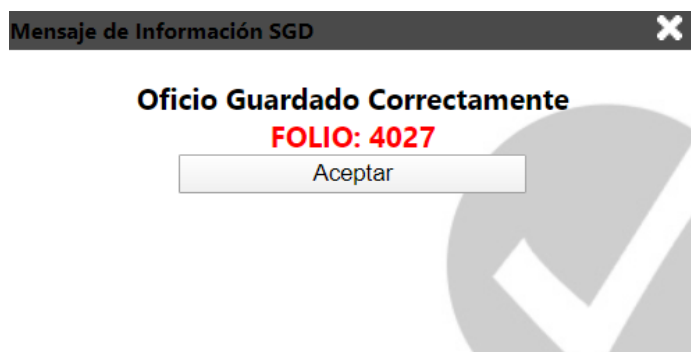 Mensaje de Información SGD
Oficio Guardado Correctamente
FOLIO: 4027
Aceptar